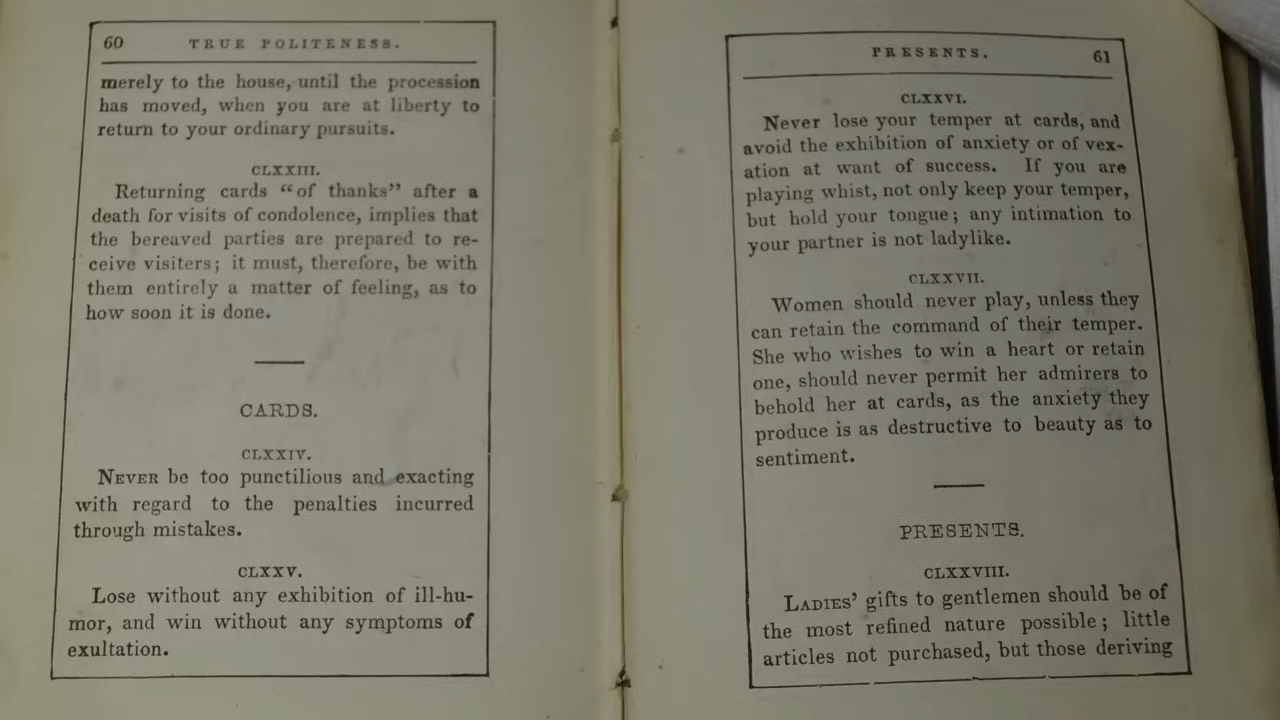 60 TRUE POLITENESS.
merely to the house, until the procession
has moved, when you are at liberty to
return to your ordinary pursuits.
CLXXIII.
Returning cards “of thanks” after a
death for visits of condolence, implies that
the bereaved parties are prepared to re-
ceive visiters; it must, therefore, be with
them entirely a matter of feeling, as to
how soon it is done.
CARDS.
CLXXIV.
NEVER be too punctilious and exacting
with regard to the penalties incurred
through mistakes.
CLXXV.
Lose without any exhibition of ill-hu-
mor, and win without any symptoms of
exultation.
PRESENTS. 61
CLXXVI.
Never lose your temper at cards, and
avoid the exhibition of anxiety or of vex-
ation at want of success. If you are
playing whist, not only keep your temper,
but hold your tongue; any intimation to
your partner is not ladylike.
CLXXVII.
Women should never play, unless they
can retain the command of their temper.
She who wishes to win a heart or retain
one, should never permit her admirers to
behold her at cards, as the anxiety they
produce is as destructive to beauty as to
sentiment.
PRESENTS.
CLXXVIII.
LADIES’ gifts to gentlemen should be of
the most refined nature possible; little
articles not purchased, but those deriving